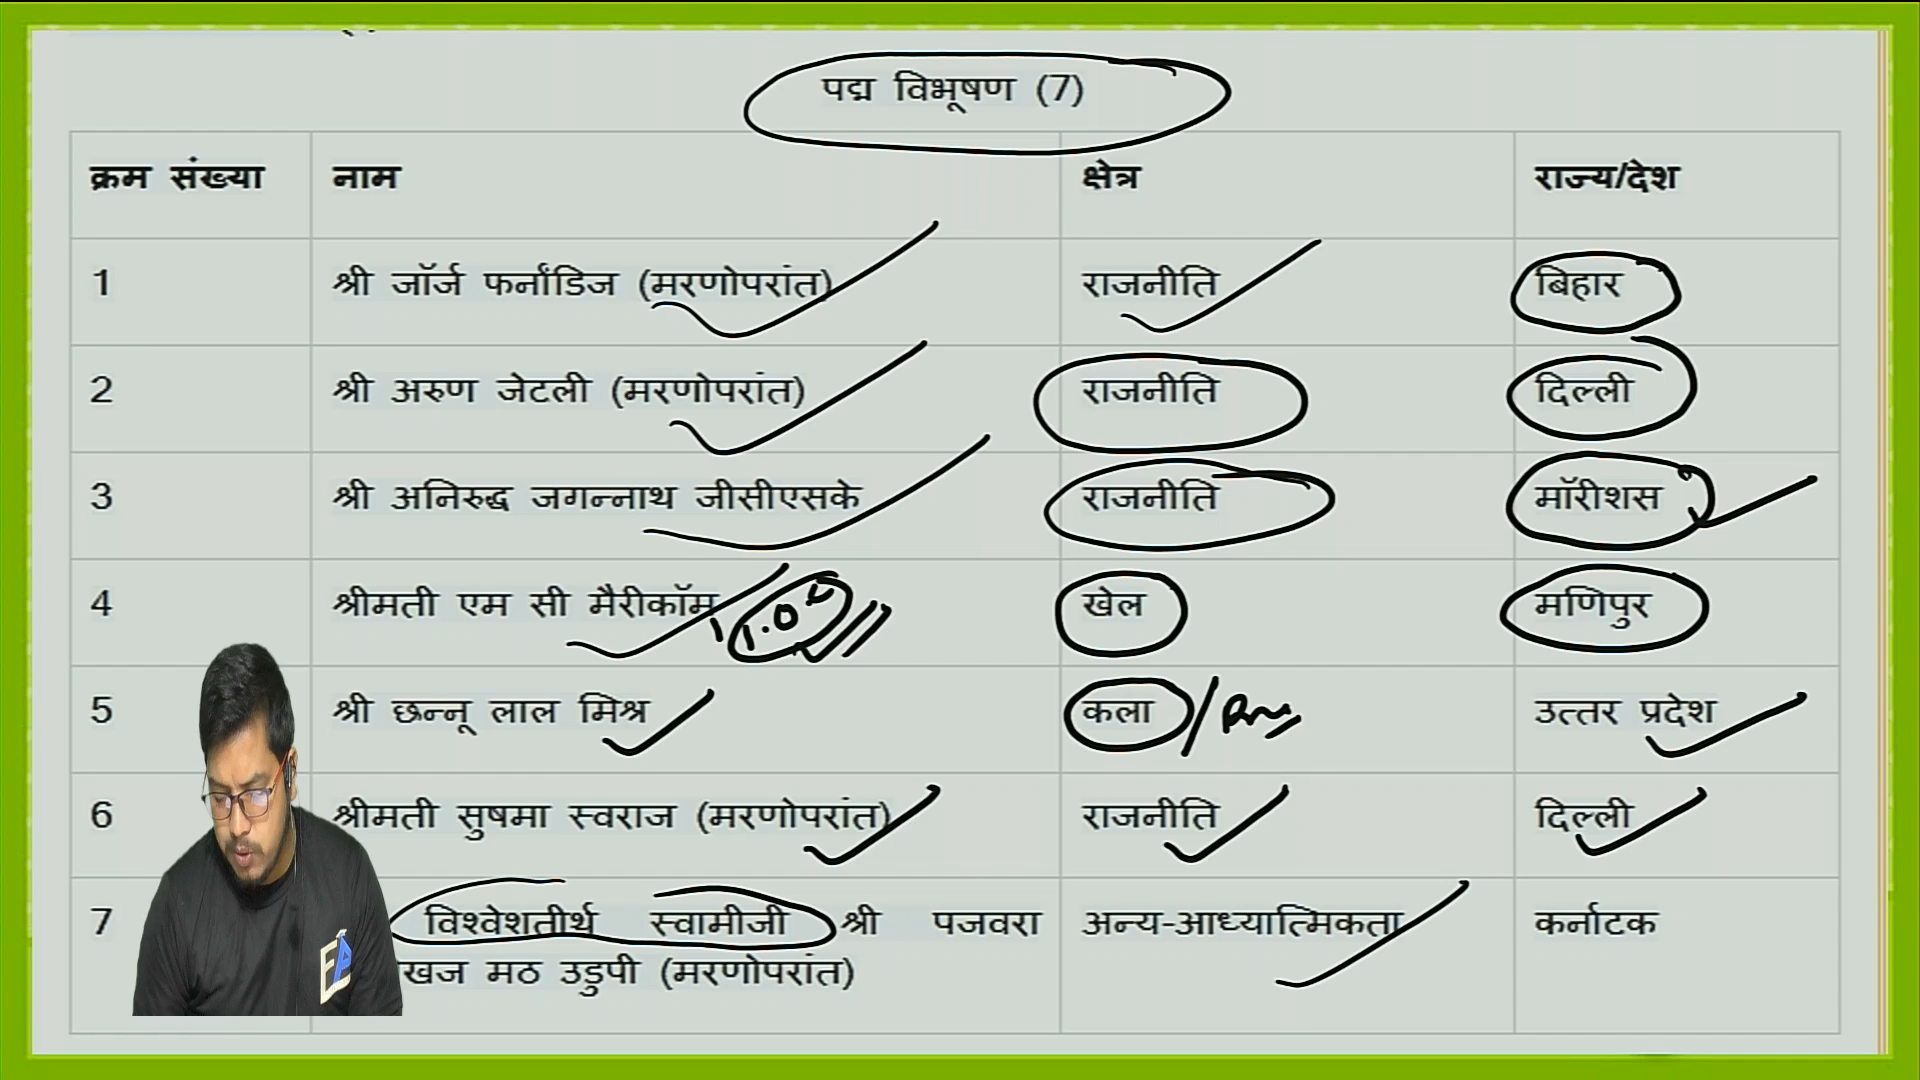 पद्म विभूषण (7)
क्रम संख्या नाम क्षेत्र राज्य/देश
1 श्री जॉर्ज फर्नांडिज (मरणोपरांत) राजनीति बिहार
2 श्री अरुण जेटली (मरणोपरांत) राजनीति दिल्ली
3 श्री अनिरुद्ध जगन्नाथ जीसीएसके राजनीति मॉरीशस
4 श्रीमती एम सी मैरीकॉम खेल मणिपुर
5 श्री छन्नू लाल मिश्र कला उत्तर प्रदेश
6 श्रीमती सुषमा स्वराज (मरणोपरांत) राजनीति दिल्ली
7 विश्वेशतीर्थ स्वामीजी श्री पजवरा अन्य-आध्यात्मिकता कर्नाटक
खज मठ उडुपी (मरणोपरांत)